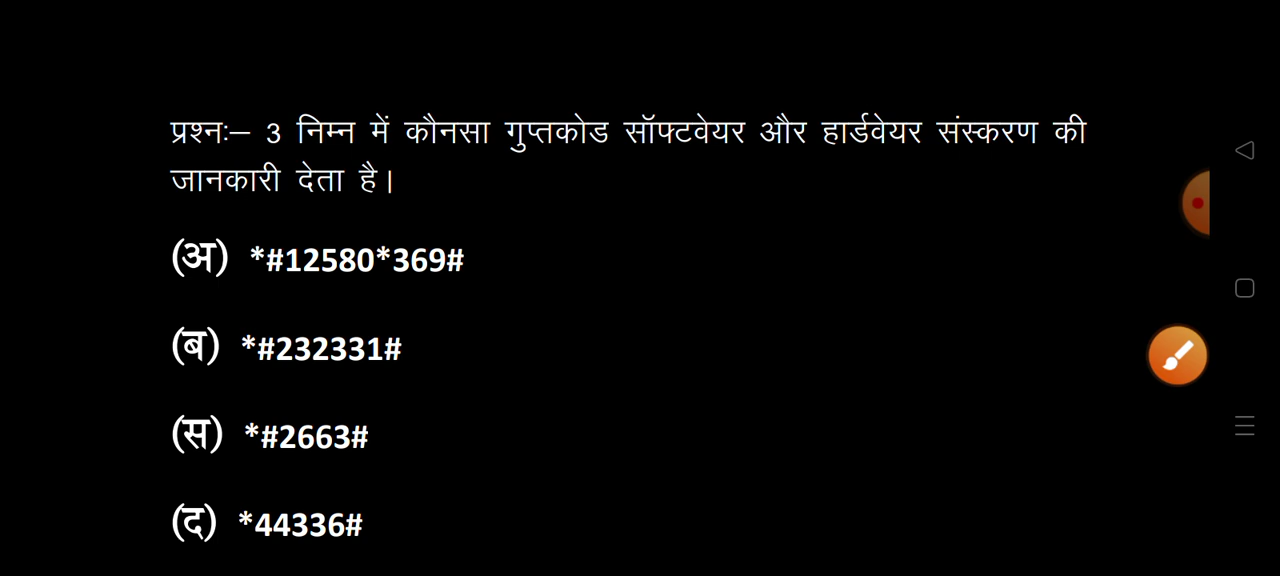 प्रश्नः– 3 निम्न में कौनसा गुप्तकोड सॉफ्टवेयर और हार्डवेयर संस्करण की
जानकारी देता है।
(अ) *#12580*369#
(ब) *#232331#
(स) *#2663#
(द) *44336#